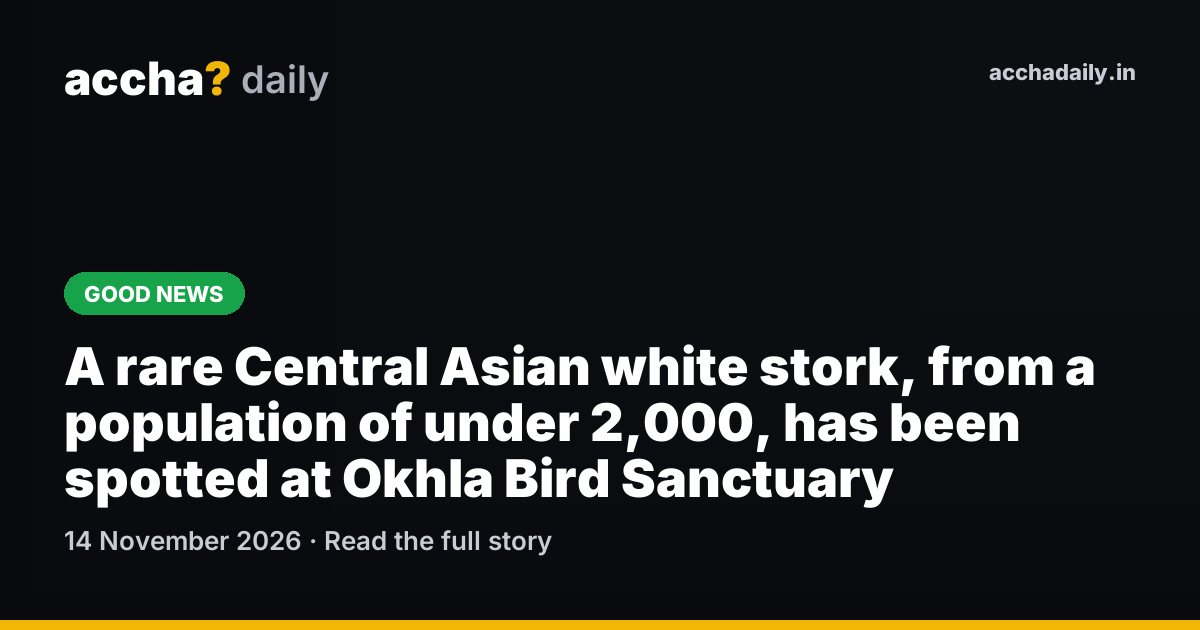 accha? daily
acchadaily.in
GOOD NEWS
A rare Central Asian white stork, from a
population of under 2,000, has been
spotted at Okhla Bird Sanctuary
14 November 2026 · Read the full story